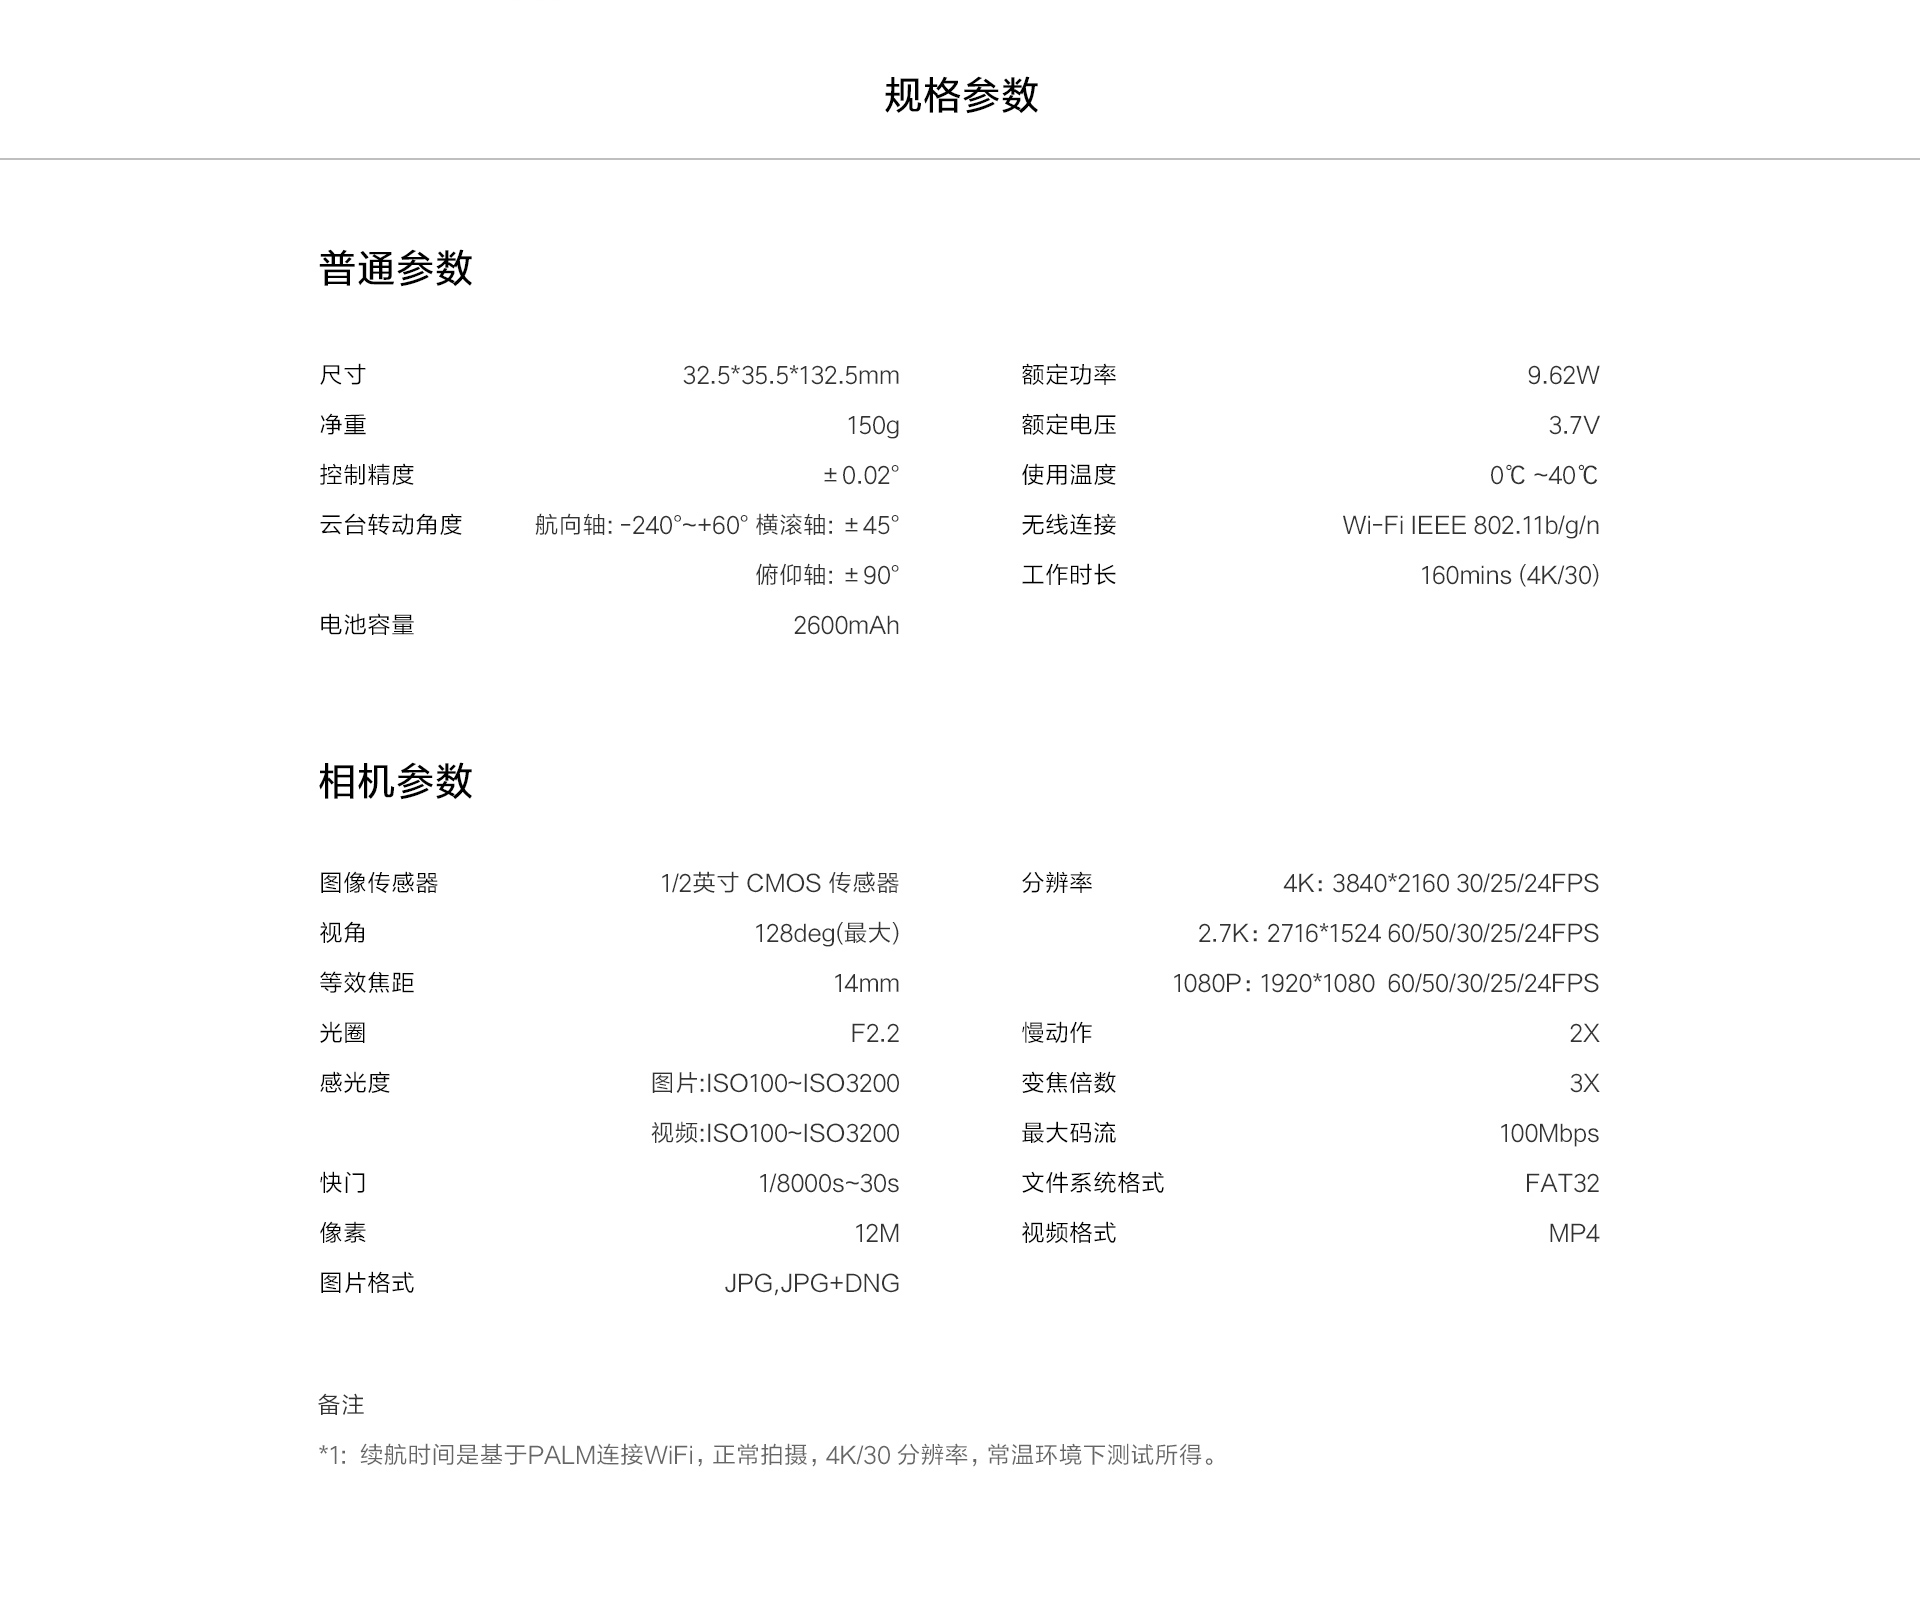 规格参数
普通参数
尺寸 32.5*35.5*132.5mm
净重 150g
控制精度 ±0.02°
云台转动角度 航向轴: -240°~+60° 横滚轴: ±45°
俯仰轴: ±90°
电池容量 2600mAh
额定功率 9.62W
额定电压 3.7V
使用温度 0℃ ~40℃
无线连接 Wi-Fi IEEE 802.11b/g/n
工作时长 160mins (4K/30)
相机参数
图像传感器 1/2英寸 CMOS 传感器
视角 128deg(最大)
等效焦距 14mm
光圈 F2.2
感光度 图片:ISO100~ISO3200
视频:ISO100~ISO3200
快门 1/8000s~30s
像素 12M
图片格式 JPG,JPG+DNG
分辨率 4K: 3840*2160 30/25/24FPS
2.7K: 2716*1524 60/50/30/25/24FPS
1080P: 1920*1080 60/50/30/25/24FPS
慢动作 2X
变焦倍数 3X
最大码流 100Mbps
文件系统格式 FAT32
视频格式 MP4
备注
*1: 续航时间是基于PALM连接WiFi，正常拍摄，4K/30 分辨率，常温环境下测试所得。